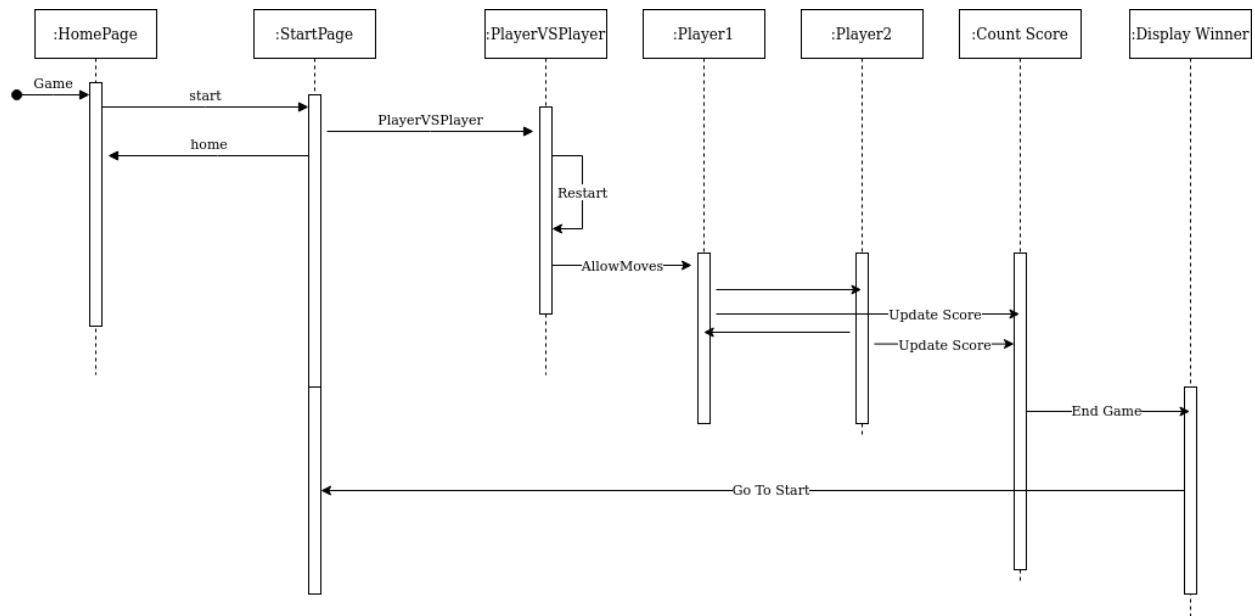 :HomePage
:StartPage
:PlayerVSPlayer
:Player1
:Player2
:Count Score
:Display Winner
Game
start
PlayerVSPlayer
home
Restart
AllowMoves
Update Score
Update Score
End Game
Go To Start